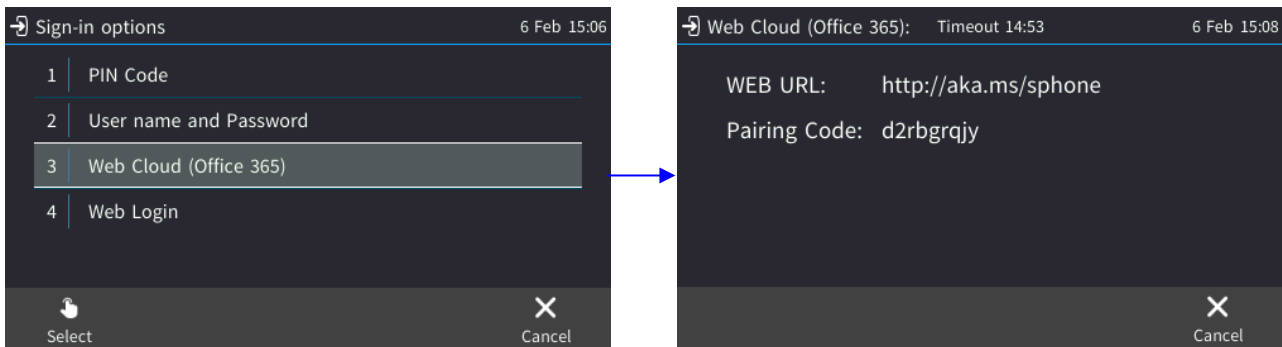 Sign-in options 6 Feb 15:06
1 PIN Code
2 User name and Password
3 Web Cloud (Office 365)
4 Web Login
Select Cancel
Web Cloud (Office 365): Timeout 14:53 6 Feb 15:08
WEB URL: http://aka.ms/sphone
Pairing Code: d2rbgrqjy
Cancel